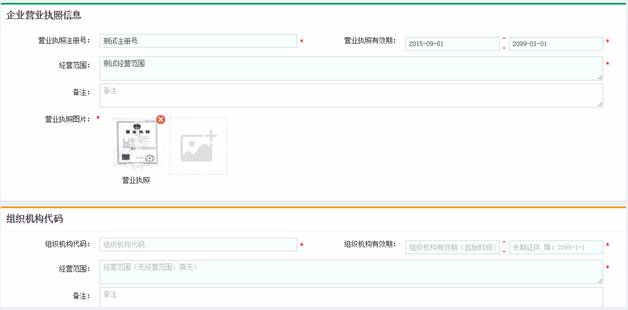 企业营业执照信息
营业执照注册号： 测试注册号 * 营业执照有效期： 2015-09-01 - 2099-01-01 *
经营范围： 测试经营范围 *
备注： 备注
营业执照图片： *
营业执照
营业执照
组织机构代码
组织机构代码： 组织机构代码 * 组织机构有效期： 组织机构有效期（起始时间） - 长期证件，填：2099-1-1 *
经营范围： 经营范围（无经营范围：填无） *
备注： 备注